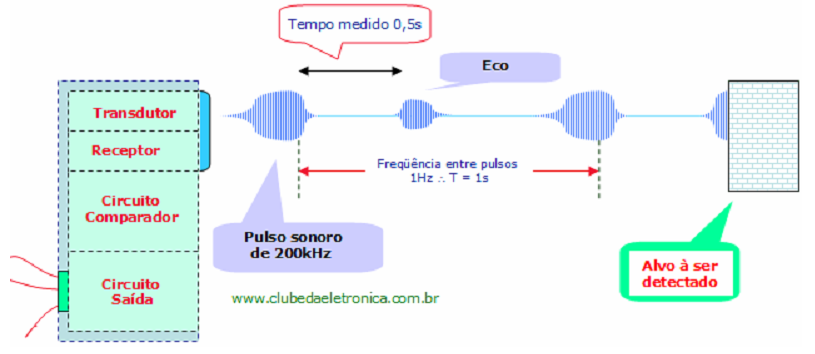 Tempo medido 0,5s
Eco
Transdutor
Receptor
Circuito
Comparador
Circuito
Saída
Freqüência entre pulsos
1Hz ∴ T = 1s
Pulso sonoro
de 200kHz
Alvo à ser
detectado
www.clubedaeletronica.com.br